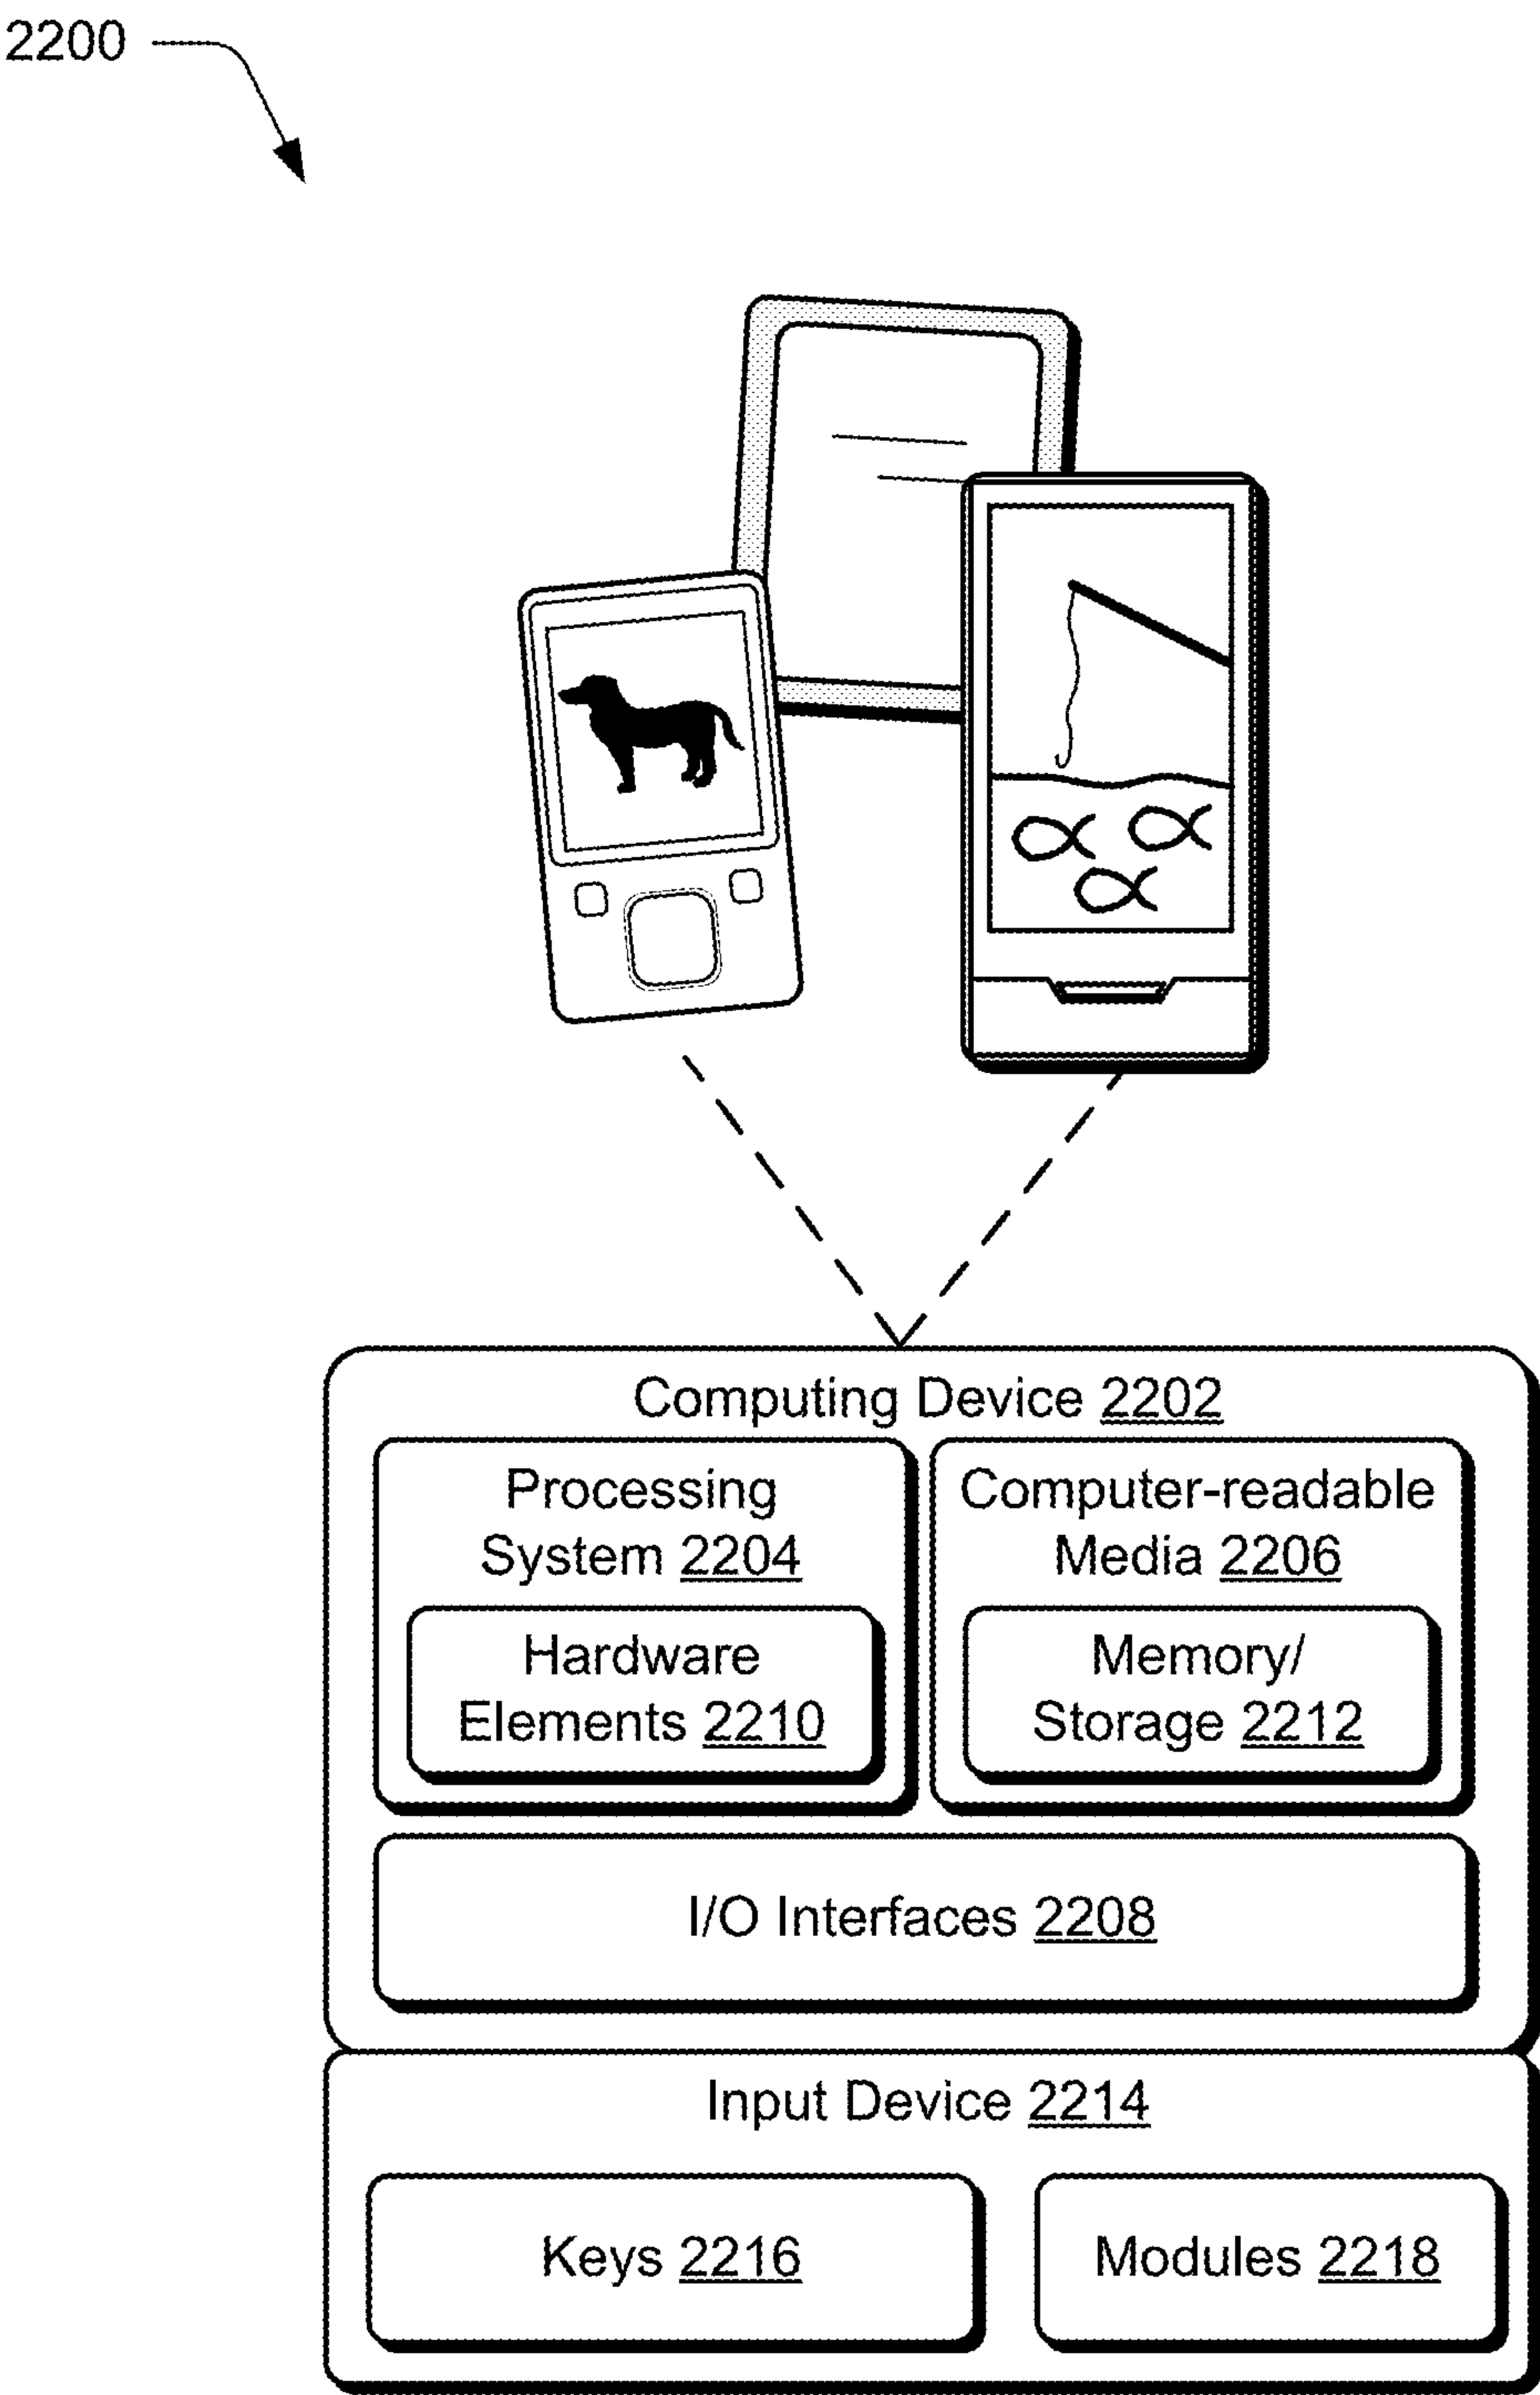 2200
Computing Device 2202
Processing
System 2204
Hardware
Elements 2210
Computer-readable
Media 2206
Memory/
Storage 2212
I/O Interfaces 2208
Input Device 2214
Keys 2216
Modules 2218